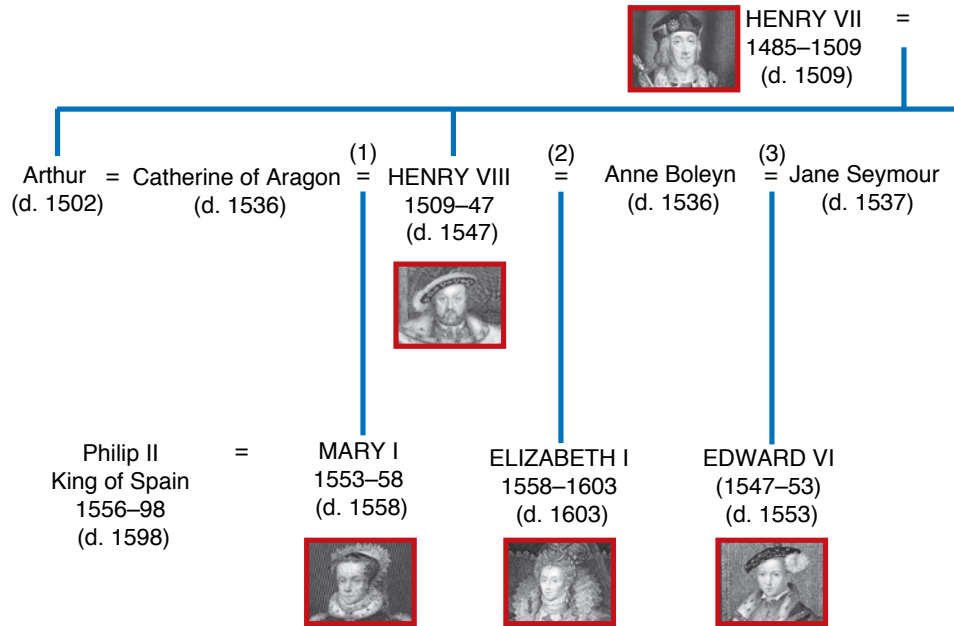 HENRY VII =
1485–1509
(d. 1509)
(1) (2) (3)
Arthur = Catherine of Aragon = HENRY VIII = Anne Boleyn = Jane Seymour
(d. 1502) (d. 1536) 1509–47 (d. 1536) (d. 1537)
(d. 1547)
Philip II = MARY I ELIZABETH I EDWARD VI
King of Spain 1553–58 1558–1603 (1547–53)
1556–98 (d. 1558) (d. 1603) (d. 1553)
(d. 1598)